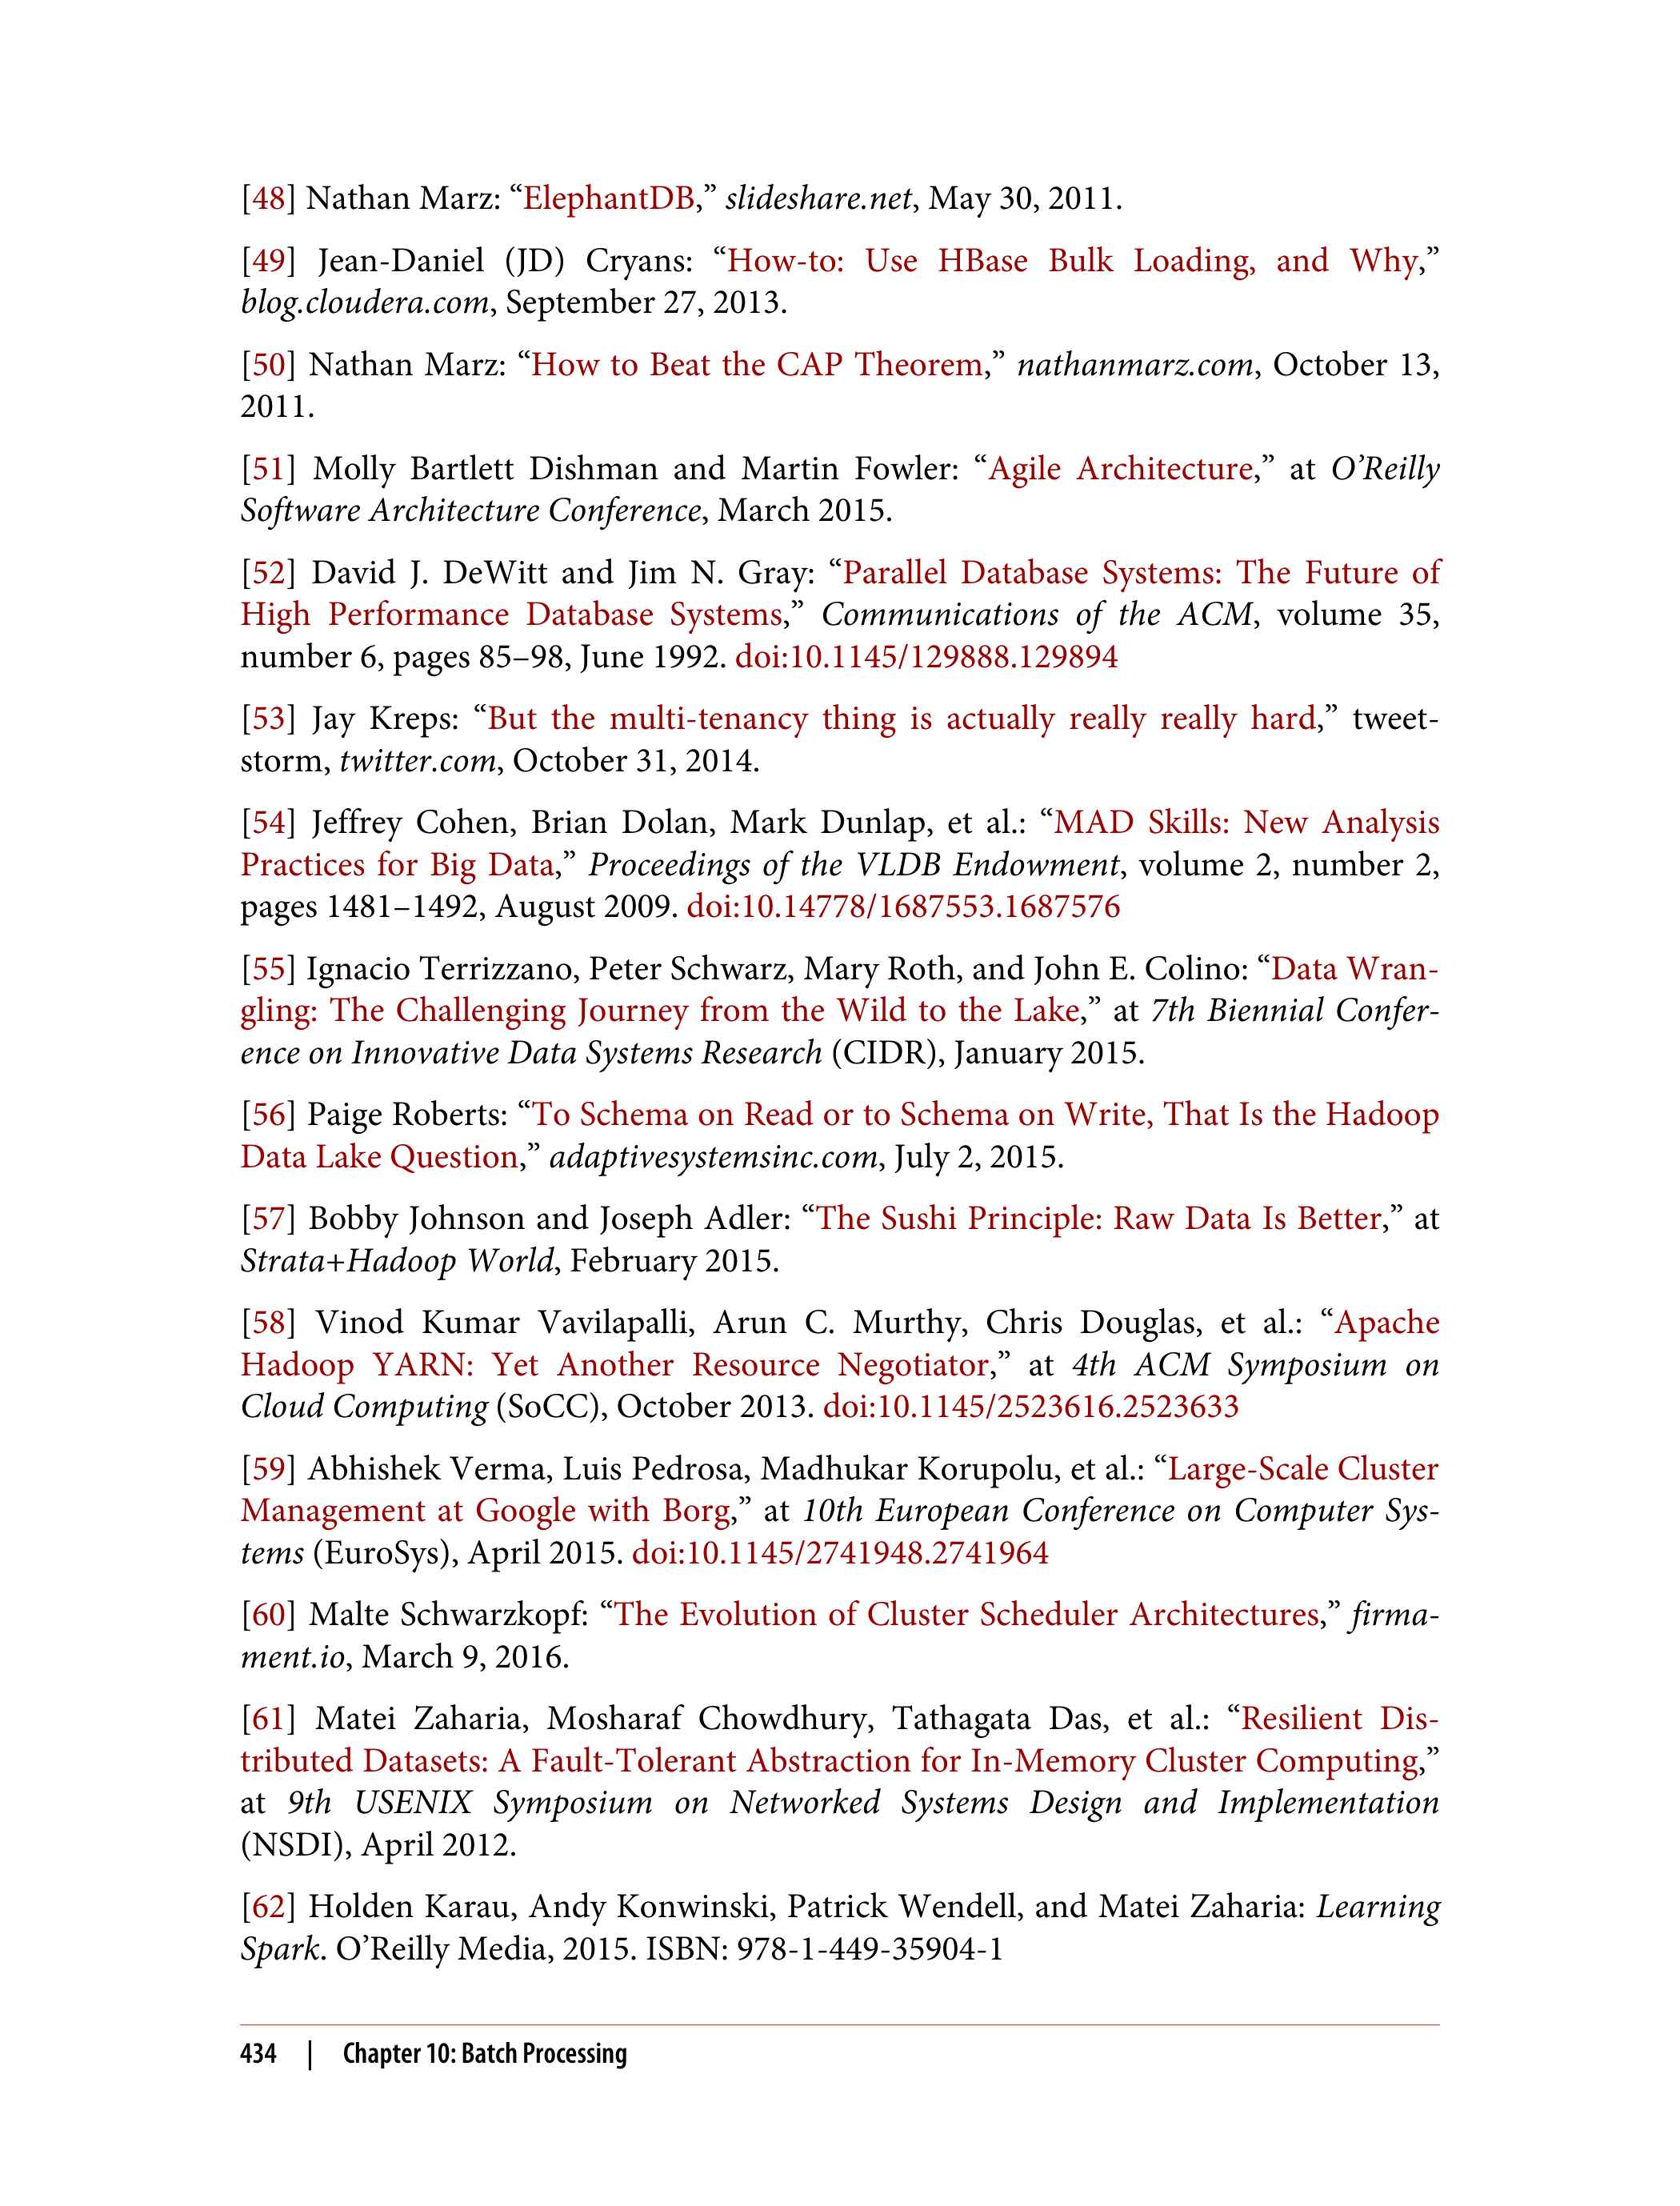 [48] Nathan Marz: “ElephantDB,” slideshare.net, May 30, 2011.
[49] Jean-Daniel (JD) Cryans: “How-to: Use HBase Bulk Loading, and Why,”
blog.cloudera.com, September 27, 2013.
[50] Nathan Marz: “How to Beat the CAP Theorem,” nathanmarz.com, October 13,
2011.
[51] Molly Bartlett Dishman and Martin Fowler: “Agile Architecture,” at O’Reilly
Software Architecture Conference, March 2015.
[52] David J. DeWitt and Jim N. Gray: “Parallel Database Systems: The Future of
High Performance Database Systems,” Communications of the ACM, volume 35,
number 6, pages 85–98, June 1992. doi:10.1145/129888.129894
[53] Jay Kreps: “But the multi-tenancy thing is actually really really hard,” tweet-
storm, twitter.com, October 31, 2014.
[54] Jeffrey Cohen, Brian Dolan, Mark Dunlap, et al.: “MAD Skills: New Analysis
Practices for Big Data,” Proceedings of the VLDB Endowment, volume 2, number 2,
pages 1481–1492, August 2009. doi:10.14778/1687553.1687576
[55] Ignacio Terrizzano, Peter Schwarz, Mary Roth, and John E. Colino: “Data Wran-
gling: The Challenging Journey from the Wild to the Lake,” at 7th Biennial Confer-
ence on Innovative Data Systems Research (CIDR), January 2015.
[56] Paige Roberts: “To Schema on Read or to Schema on Write, That Is the Hadoop
Data Lake Question,” adaptivesystemsinc.com, July 2, 2015.
[57] Bobby Johnson and Joseph Adler: “The Sushi Principle: Raw Data Is Better,” at
Strata+Hadoop World, February 2015.
[58] Vinod Kumar Vavilapalli, Arun C. Murthy, Chris Douglas, et al.: “Apache
Hadoop YARN: Yet Another Resource Negotiator,” at 4th ACM Symposium on
Cloud Computing (SoCC), October 2013. doi:10.1145/2523616.2523633
[59] Abhishek Verma, Luis Pedrosa, Madhukar Korupolu, et al.: “Large-Scale Cluster
Management at Google with Borg,” at 10th European Conference on Computer Sys-
tems (EuroSys), April 2015. doi:10.1145/2741948.2741964
[60] Malte Schwarzkopf: “The Evolution of Cluster Scheduler Architectures,” firma-
ment.io, March 9, 2016.
[61] Matei Zaharia, Mosharaf Chowdhury, Tathagata Das, et al.: “Resilient Dis-
tributed Datasets: A Fault-Tolerant Abstraction for In-Memory Cluster Computing,”
at 9th USENIX Symposium on Networked Systems Design and Implementation
(NSDI), April 2012.
[62] Holden Karau, Andy Konwinski, Patrick Wendell, and Matei Zaharia: Learning
Spark. O’Reilly Media, 2015. ISBN: 978-1-449-35904-1
434 | Chapter 10: Batch Processing